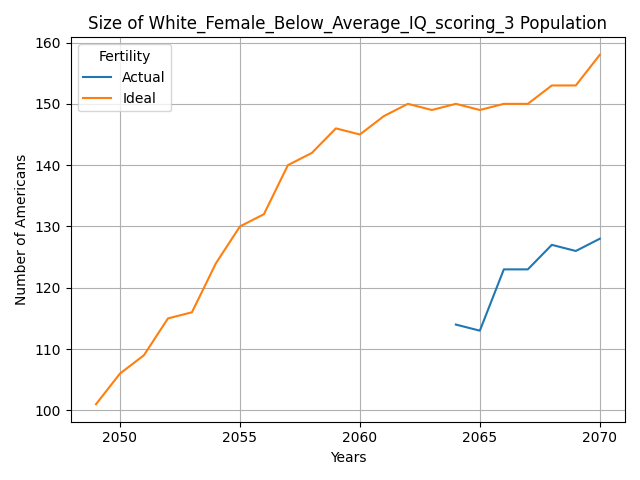 Size of White_Female_Below_Average_IQ_scoring_3 Population
Fertility
Actual
Ideal
Number of Americans
160
150
140
130
120
110
100
2050 2055 2060 2065 2070
Years